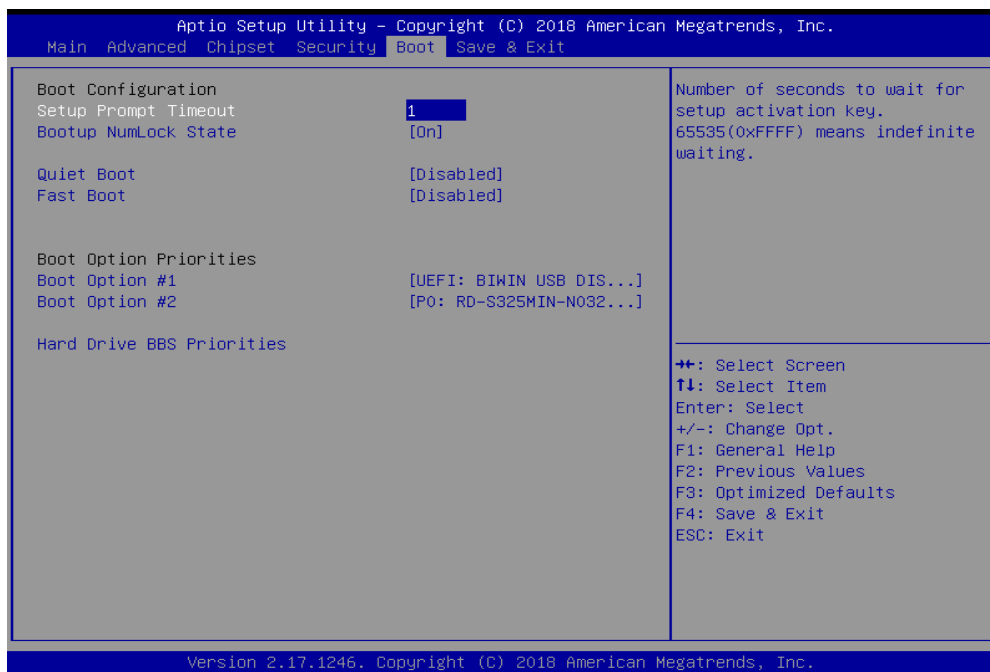 Aptio Setup Utility – Copyright (C) 2018 American Megatrends, Inc.
Main Advanced Chipset Security Boot Save & Exit
Boot Configuration
Setup Prompt Timeout 1
Bootup NumLock State [On]
Quiet Boot [Disabled]
Fast Boot [Disabled]
Boot Option Priorities
Boot Option #1 [UEFI: BIWIN USB DIS...]
Boot Option #2 [P0: RD-S325MIN-N032...]
Hard Drive BBS Priorities
Number of seconds to wait for
setup activation key.
65535(0xFFFF) means indefinite
waiting.
→←: Select Screen
↑↓: Select Item
Enter: Select
+/-: Change Opt.
F1: General Help
F2: Previous Values
F3: Optimized Defaults
F4: Save & Exit
ESC: Exit
Version 2.17.1246. Copyright (C) 2018 American Megatrends, Inc.